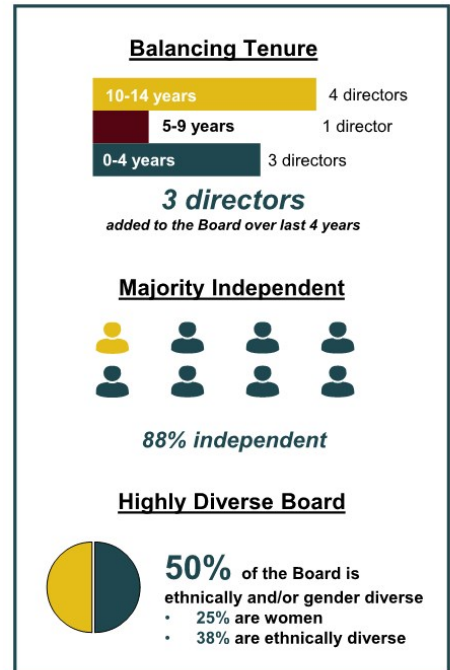 Balancing Tenure
10-14 years 4 directors
5-9 years 1 director
0-4 years 3 directors
3 directors
added to the Board over last 4 years
Majority Independent
88% independent
Highly Diverse Board
50% of the Board is
ethnically and/or gender diverse
• 25% are women
• 38% are ethnically diverse